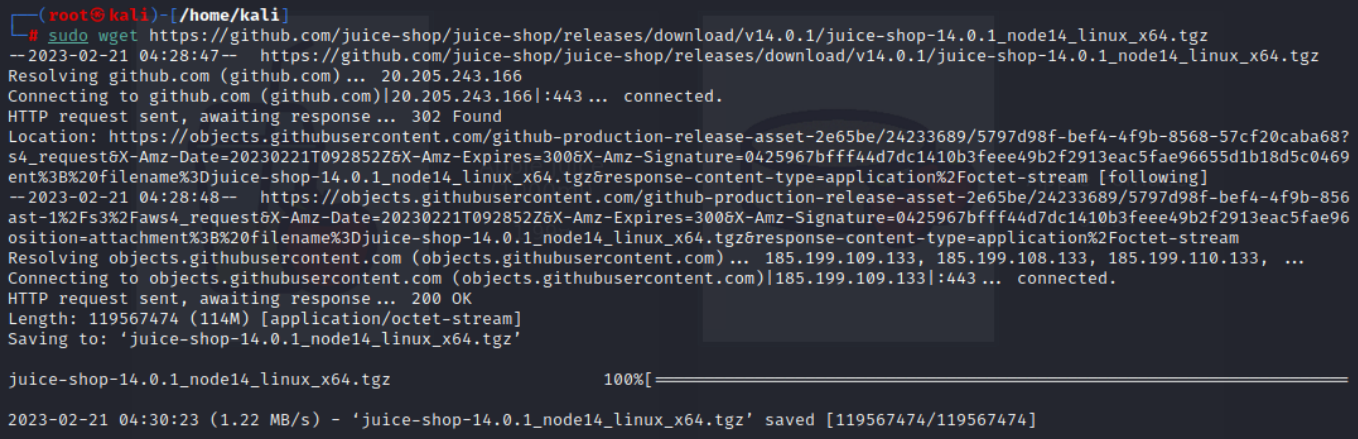 ┌──(root㉿kali)-[/home/kali]
└─# sudo wget https://github.com/juice-shop/juice-shop/releases/download/v14.0.1/juice-shop-14.0.1_node14_linux_x64.tgz
--2023-02-21 04:28:47--  https://github.com/juice-shop/juice-shop/releases/download/v14.0.1/juice-shop-14.0.1_node14_linux_x64.tgz
Resolving github.com (github.com)... 20.205.243.166
Connecting to github.com (github.com)|20.205.243.166|:443... connected.
HTTP request sent, awaiting response... 302 Found
Location: https://objects.githubusercontent.com/github-production-release-asset-2e65be/24233689/5797d98f-bef4-4f9b-8568-57cf20caba68?
s4_request&X-Amz-Date=20230221T092852Z&X-Amz-Expires=300&X-Amz-Signature=0425967bfff44d7dc1410b3feee49b2f2913eac5fae96655d1b18d5c0469
ent%3B%20filename%3Djuice-shop-14.0.1_node14_linux_x64.tgz&response-content-type=application%2Foctet-stream [following]
--2023-02-21 04:28:48--  https://objects.githubusercontent.com/github-production-release-asset-2e65be/24233689/5797d98f-bef4-4f9b-856
ast-1%2Fs3%2Faws4_request&X-Amz-Date=20230221T092852Z&X-Amz-Expires=300&X-Amz-Signature=0425967bfff44d7dc1410b3feee49b2f2913eac5fae96
osition=attachment%3B%20filename%3Djuice-shop-14.0.1_node14_linux_x64.tgz&response-content-type=application%2Foctet-stream
Resolving objects.githubusercontent.com (objects.githubusercontent.com)... 185.199.109.133, 185.199.108.133, 185.199.110.133, ...
Connecting to objects.githubusercontent.com (objects.githubusercontent.com)|185.199.109.133|:443... connected.
HTTP request sent, awaiting response... 200 OK
Length: 119567474 (114M) [application/octet-stream]
Saving to: ‘juice-shop-14.0.1_node14_linux_x64.tgz’
juice-shop-14.0.1_node14_linux_x64.tgz 100%[=====================================================================
2023-02-21 04:30:23 (1.22 MB/s) - ‘juice-shop-14.0.1_node14_linux_x64.tgz’ saved [119567474/119567474]